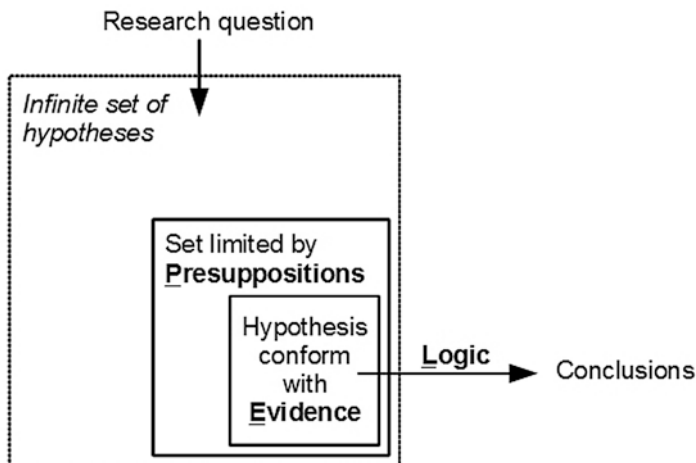 Research question
Infinite set of
hypotheses
Set limited by
Presuppositions
Hypothesis
conform
with
Evidence
Logic
Conclusions